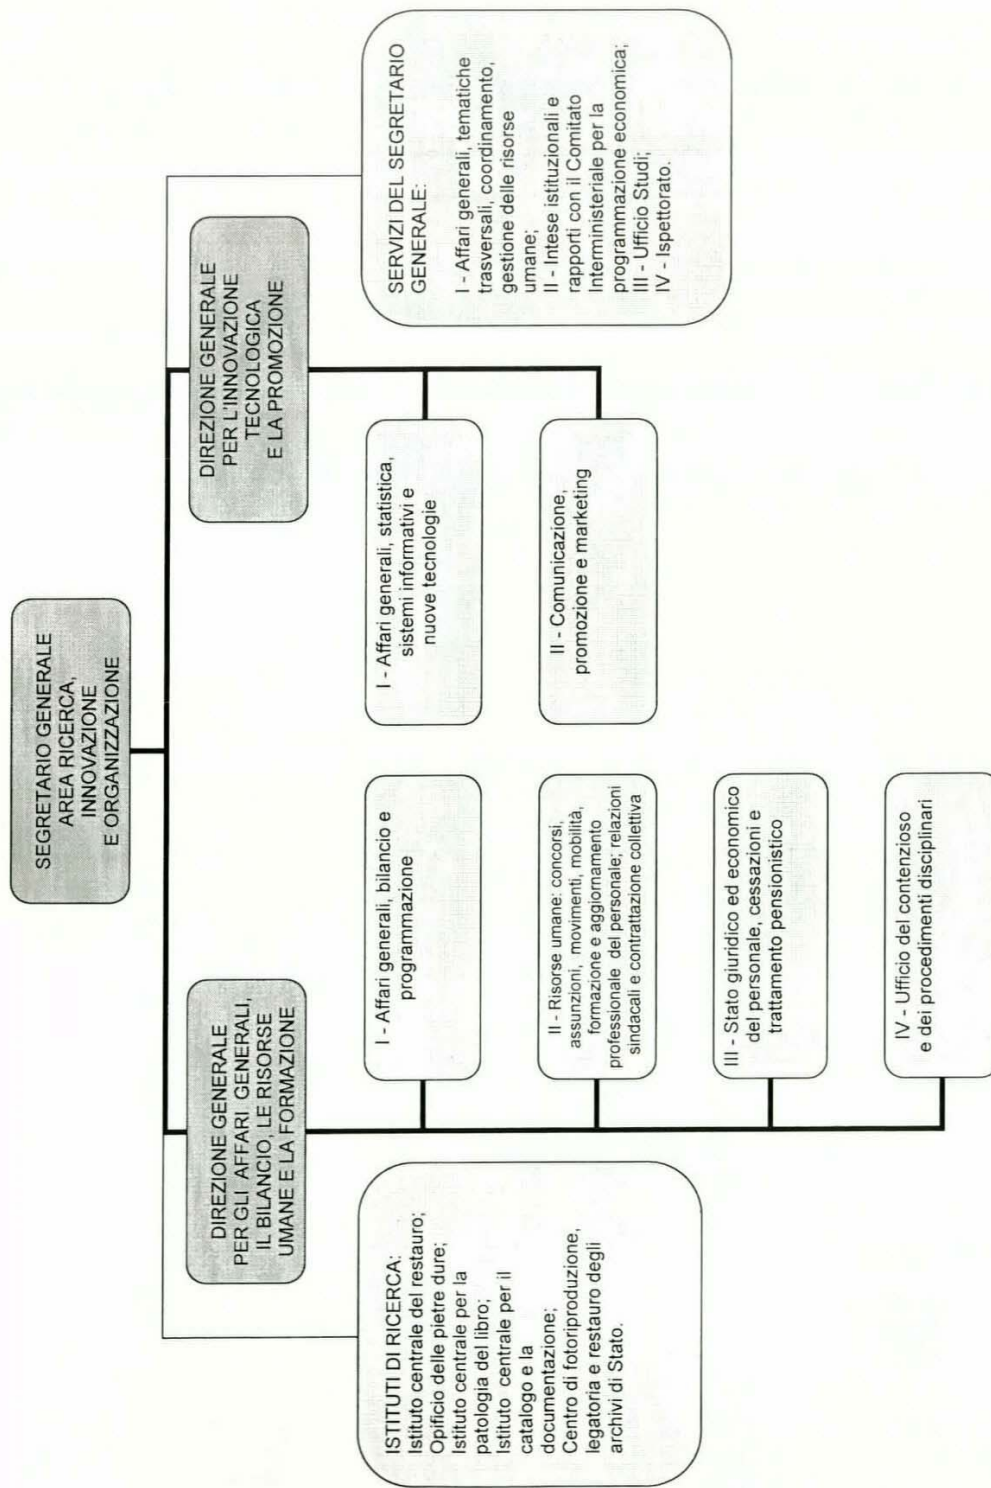 SEGRETARIO GENERALE
AREA RICERCA,
INNOVAZIONE
E ORGANIZZAZIONE
DIREZIONE GENERALE
PER GLI AFFARI GENERALI,
IL BILANCIO, LE RISORSE
UMANE E LA FORMAZIONE
DIREZIONE GENERALE
PER L'INNOVAZIONE
TECNOLOGICA
E LA PROMOZIONE
ISTITUTI DI RICERCA:
Istituto centrale del restauro;
Opificio delle pietre dure;
Istituto centrale per la
patologia del libro;
Istituto centrale per il
catalogo e la
documentazione;
Centro di fotoriproduzione,
legatoria e restauro degli
archivi di Stato.
I - Affari generali, bilancio e
programmazione
II - Risorse umane: concorsi,
assunzioni, movimenti, mobilità,
formazione e aggiornamento
professionale del personale; relazioni
sindacali e contrattazione collettiva
III - Stato giuridico ed economico
del personale, cessazioni e
trattamento pensionistico
IV - Ufficio del contenzioso
e dei procedimenti disciplinari
I - Affari generali, statistica,
sistemi informativi e
nuove tecnologie
II - Comunicazione,
promozione e marketing
SERVIZI DEL SEGRETARIO
GENERALE:
I - Affari generali, tematiche
trasversali, coordinamento,
gestione delle risorse
umane;
II - Intese istituzionali e
rapporti con il Comitato
Interministeriale per la
programmazione economica;
III - Ufficio Studi;
IV - Ispettorato.